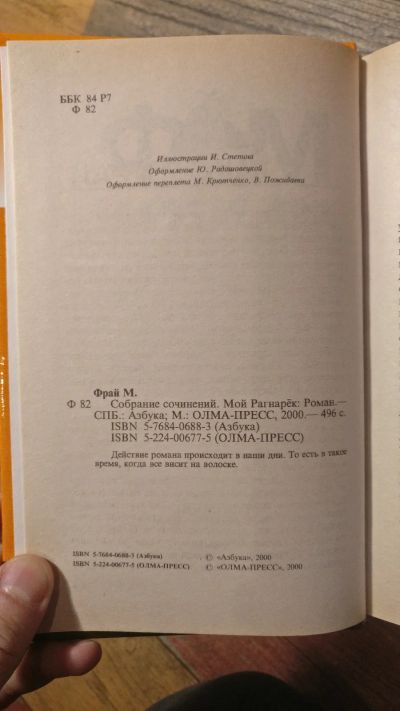 ББК 84 Р7
Ф 82
Иллюстрации И. Степина
Оформление Ю. Радашовецкой
Оформление переплета М. Крютченко, В. Пожидаева
Фрай М.
Ф 82 Собрание сочинений. Мой Рагнарёк: Роман.—
СПБ.: Азбука; М.: ОЛМА-ПРЕСС, 2000.— 496 с.
ISBN 5-7684-0688-3 (Азбука)
ISBN 5-224-00677-5 (ОЛМА-ПРЕСС)
Действие романа происходит в наши дни. То есть в такое
время, когда все висит на волоске.
ISBN 5-7684-0688-3 (Азбука) © «Азбука», 2000
ISBN 5-224-00677-5 (ОЛМА-ПРЕСС) © «ОЛМА-ПРЕСС», 2000